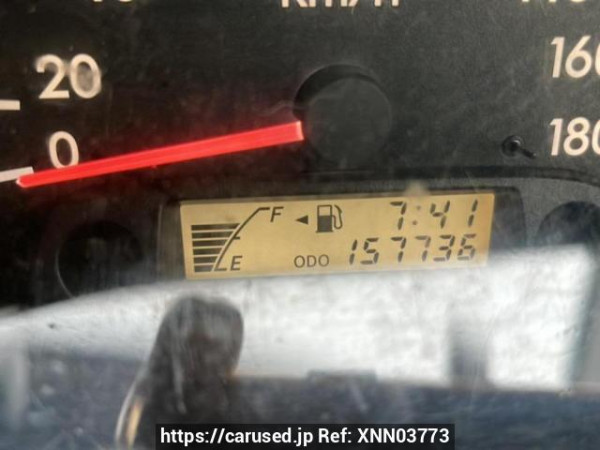 Km/h
20
160
0
180
F 7:41
E ODO 157736
https://carused.jp Ref: XNN03773